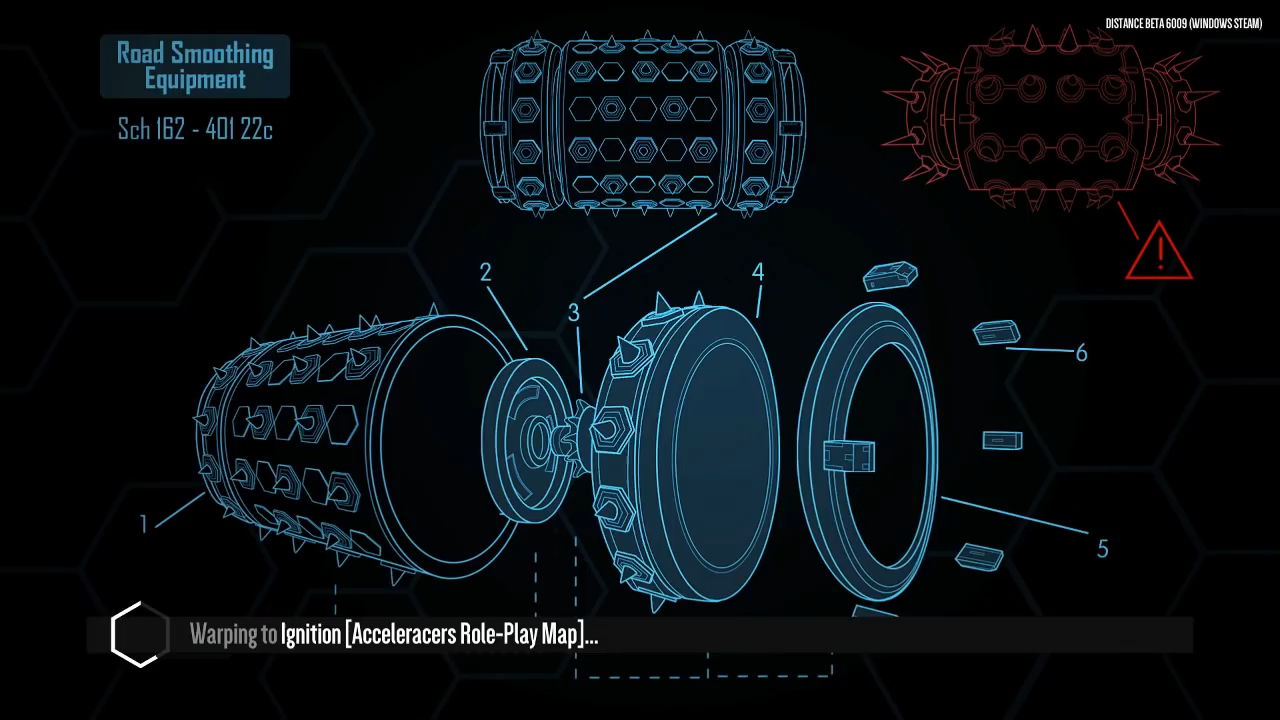 DISTANCE BETA 6009 (WINDOWS STEAM)
Road Smoothing
Equipment
Sch 162 - 401 22c
!
2
4
3
6
1
5
Warping to Ignition [Acceleracers Role-Play Map]...